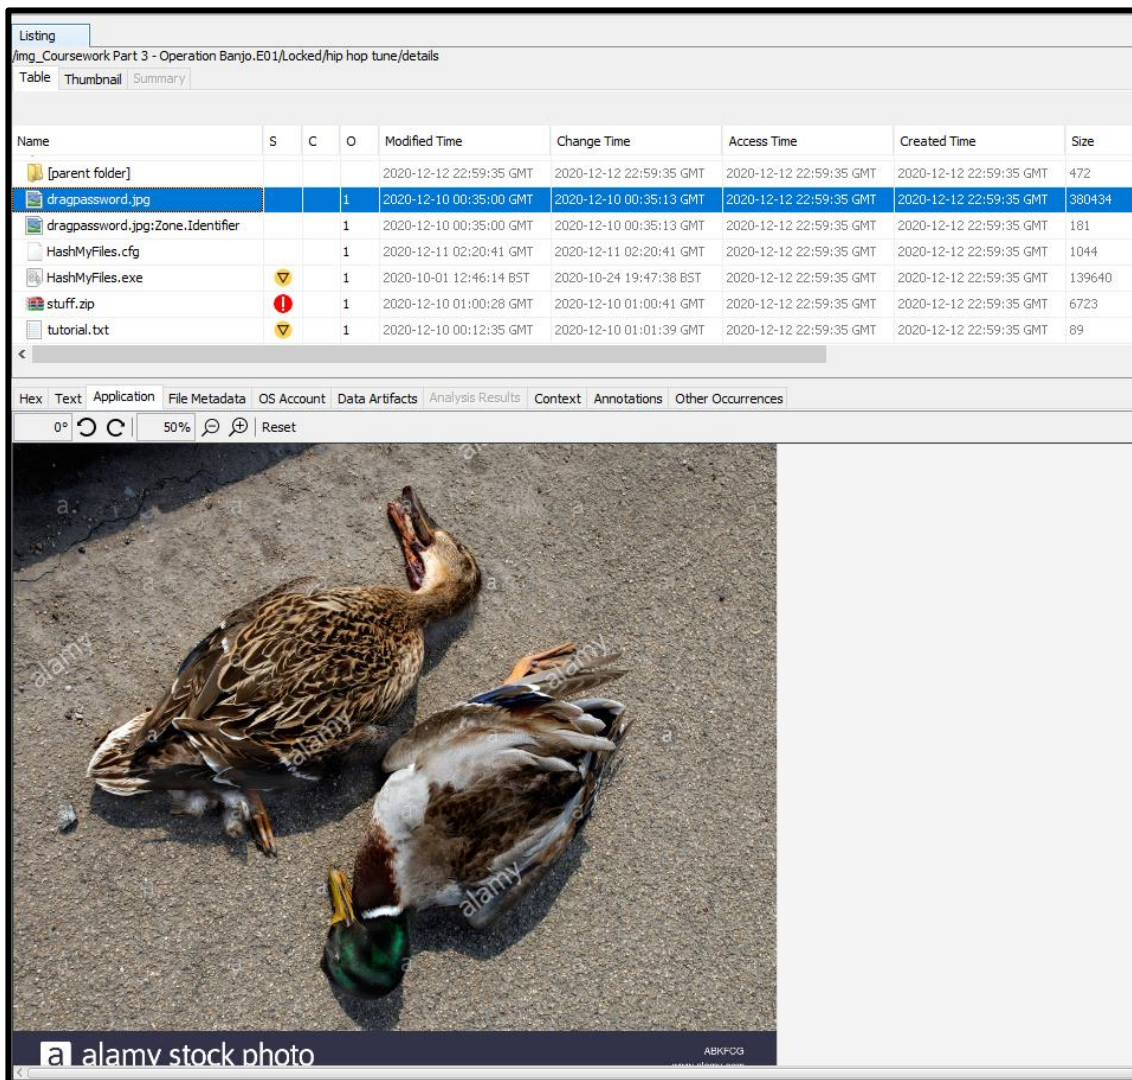 Listing
/img_Coursework Part 3 - Operation Banjo.E01/Locked/hip hop tune/details
Table Thumbnail Summary
Name S C O Modified Time Change Time Access Time Created Time Size
[parent folder] 2020-12-12 22:59:35 GMT 2020-12-12 22:59:35 GMT 2020-12-12 22:59:35 GMT 2020-12-12 22:59:35 GMT 472
dragpassword.jpg 1 2020-12-10 00:35:00 GMT 2020-12-10 00:35:13 GMT 2020-12-12 22:59:35 GMT 2020-12-12 22:59:35 GMT 380434
dragpassword.jpg:Zone.Identifier 1 2020-12-10 00:35:00 GMT 2020-12-10 00:35:13 GMT 2020-12-12 22:59:35 GMT 2020-12-12 22:59:35 GMT 181
HashMyFiles.cfg 1 2020-12-11 02:20:41 GMT 2020-12-11 02:20:41 GMT 2020-12-12 22:59:35 GMT 2020-12-12 22:59:35 GMT 1044
HashMyFiles.exe 1 2020-10-01 12:46:14 BST 2020-10-24 19:47:38 BST 2020-12-12 22:59:35 GMT 2020-12-12 22:59:35 GMT 139640
stuff.zip 1 2020-12-10 01:00:28 GMT 2020-12-10 01:00:41 GMT 2020-12-12 22:59:35 GMT 2020-12-12 22:59:35 GMT 6723
tutorial.txt 1 2020-12-10 00:12:35 GMT 2020-12-10 01:01:39 GMT 2020-12-12 22:59:35 GMT 2020-12-12 22:59:35 GMT 89
Hex Text Application File Metadata OS Account Data Artifacts Analysis Results Context Annotations Other Occurrences
0° 50% Reset
alamy
alamy
alamy
alamy
a alamy stock photo
ABKFCG